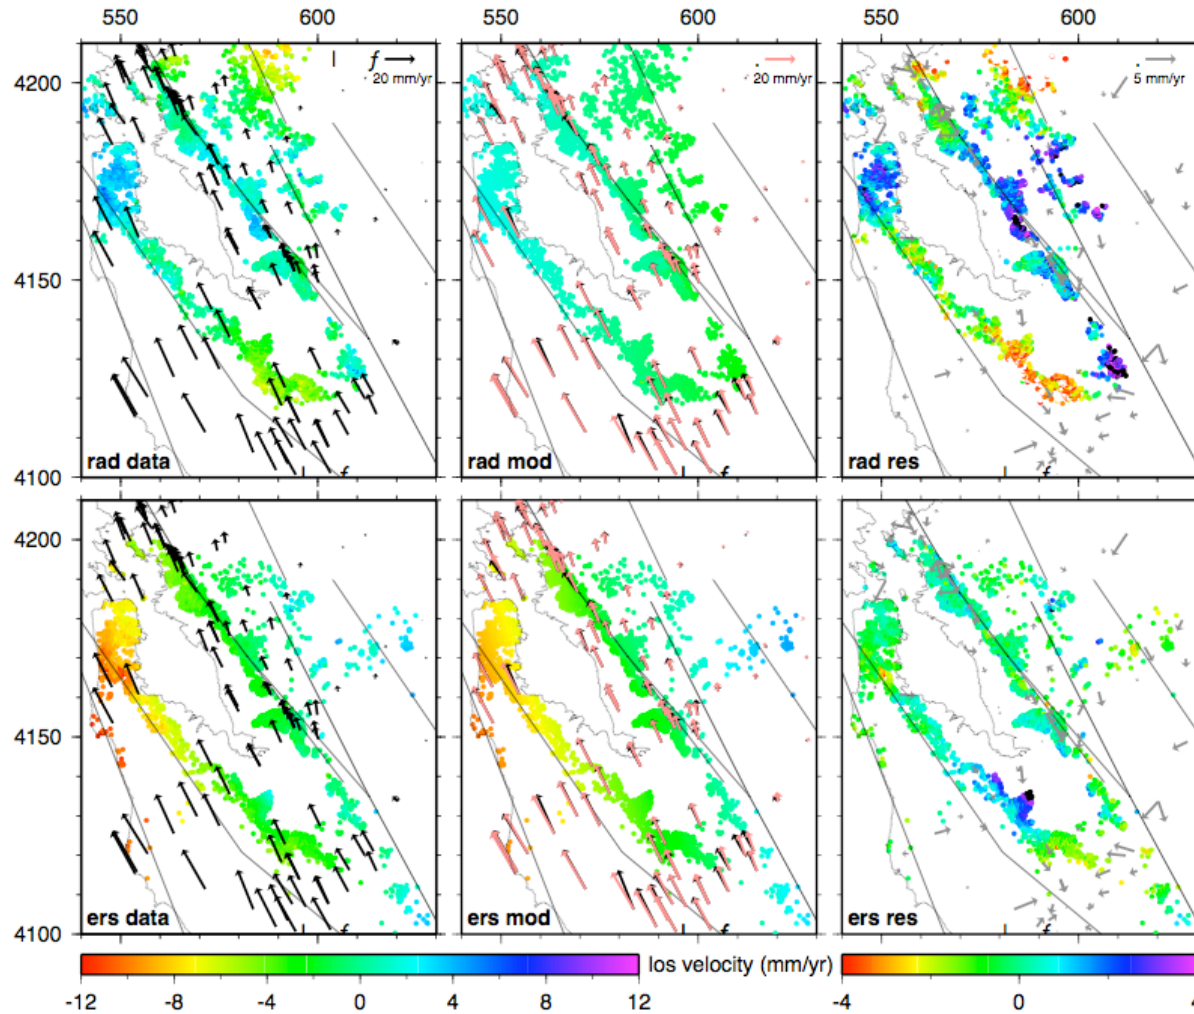 550 600 550 600 550 600
4200
4150
4100
f
20 mm/yr
20 mm/yr
5 mm/yr
rad data
f
rad mod
f
rad res
f
4200
4150
4100
ers data
f
ers mod
f
ers res
f
-12 -8 -4 0 4 8 12
los velocity (mm/yr)
-4 0 4